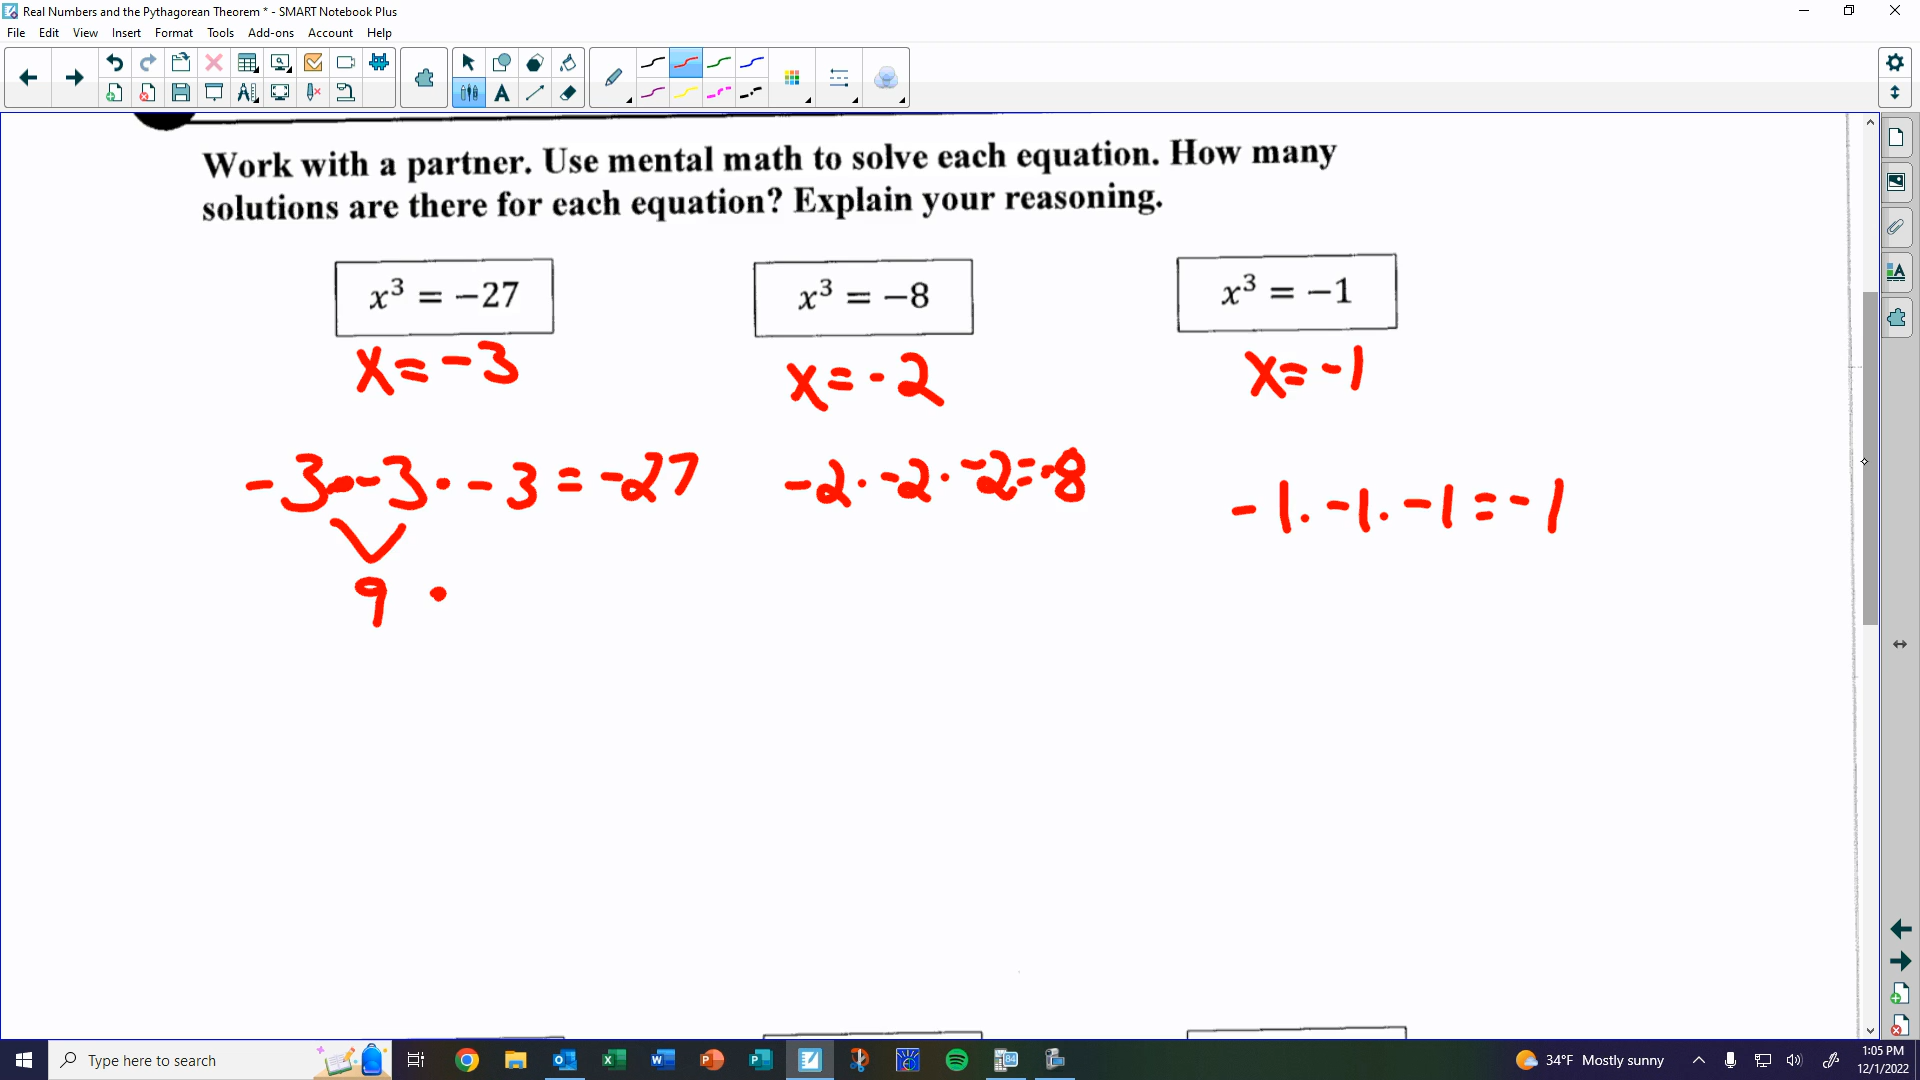 Real Numbers and the Pythagorean Theorem * - SMART Notebook Plus
File Edit View Insert Format Tools Add-ons Account Help
Work with a partner. Use mental math to solve each equation. How many
solutions are there for each equation? Explain your reasoning.
x³ = −27
x³ = −8
x³ = −1
x = -3
x = -2
x = -1
-3 · -3 · -3 = -27
-2 · -2 · -2 = -8
-1 · -1 · -1 = -1
9 ·
Type here to search
34°F Mostly sunny
1:05 PM
12/1/2022